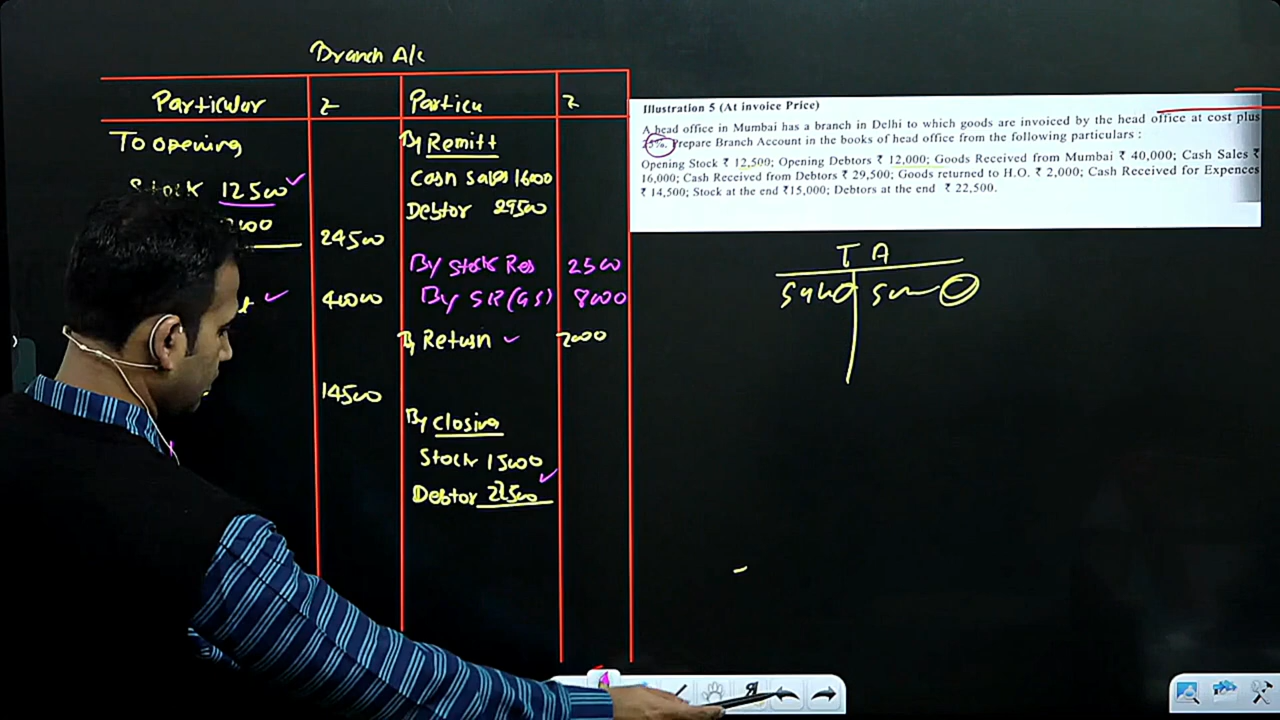 Branch A/c
Particular ₹ Particu ₹
To opening
Stock 12500
24500
40000
14500
By Remitt
Cash Sales 16000
Debtor 29500
By Stock Res 2500
By SR (GS) 8000
By Return 2000
By Closing
Stock 15000
Debtor 22500
Illustration 5 (At invoice Price)
A head office in Mumbai has a branch in Delhi to which goods are invoiced by the head office at cost plus
25%. Prepare Branch Account in the books of head office from the following particulars :
Opening Stock ₹ 12,500; Opening Debtors ₹ 12,000; Goods Received from Mumbai ₹ 40,000; Cash Sales ₹
16,000; Cash Received from Debtors ₹ 29,500; Goods returned to H.O. ₹ 2,000; Cash Received for Expences
₹ 14,500; Stock at the end ₹15,000; Debtors at the end ₹ 22,500.
T A